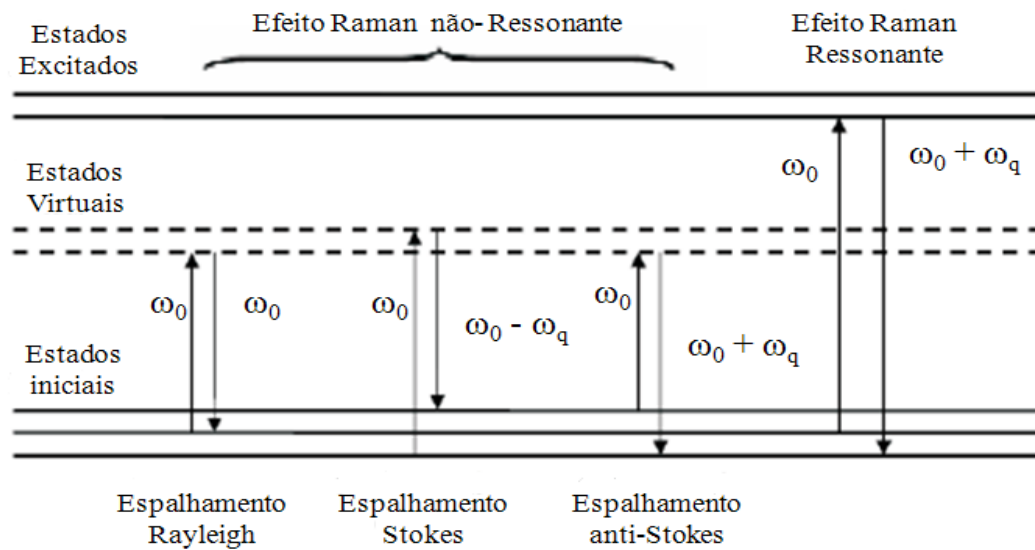 Estados
Excitados
Efeito Raman não- Ressonante
Efeito Raman
Ressonante
Estados
Virtuais
ω0
ω0 + ωq
ω0
ω0
ω0
ω0 - ωq
ω0
ω0 + ωq
Estados
iniciais
Espalhamento
Rayleigh
Espalhamento
Stokes
Espalhamento
anti-Stokes